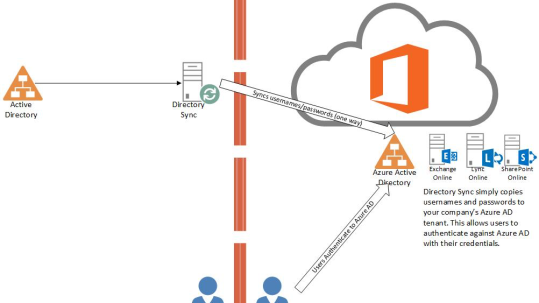 Active
Directory
Directory
Sync
Syncs usernames/passwords (one way)
Azure Active
Directory
Exchange
Online
Lync
Online
SharePoint
Online
Directory Sync simply copies
usernames and passwords to
your company's Azure AD
tenant. This allows users to
authenticate against Azure AD
with their credentials.
Users Authenticate to Azure AD